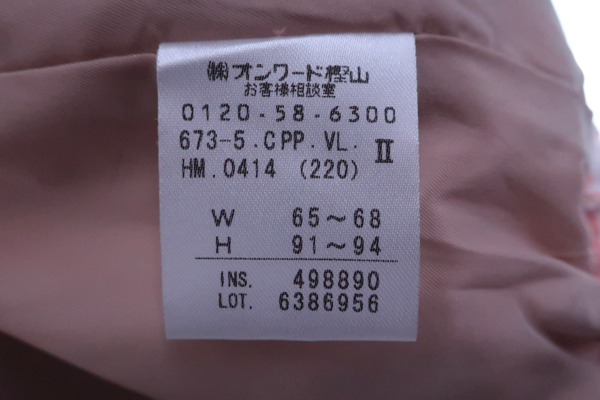 ㈱オンワード樫山
お客様相談室
0120-58-6300
673-5.CPP.VL. Ⅱ
HM.0414 (220)
W 65～68
H 91～94
INS. 498890
LOT. 6386956